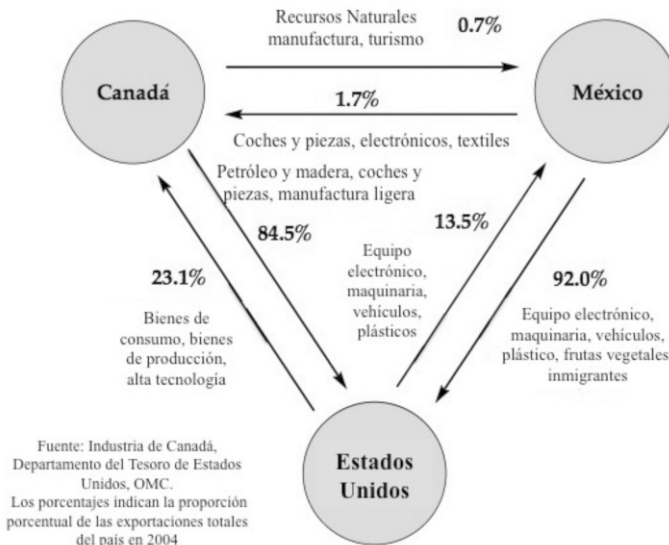 Recursos Naturales
manufactura, turismo
0.7%
Canadá
México
1.7%
Coches y piezas, electrónicos, textiles
Petróleo y madera, coches y
piezas, manufactura ligera
84.5%
13.5%
23.1%
Equipo
electrónico,
maquinaria,
vehículos,
plásticos
92.0%
Bienes de
consumo, bienes
de producción,
alta tecnología
Equipo electrónico,
maquinaria, vehículos,
plástico, frutas vegetales
inmigrantes
Estados
Unidos
Fuente: Industria de Canadá,
Departamento del Tesoro de Estados
Unidos, OMC.
Los porcentajes indican la proporción
porcentual de las exportaciones totales
del país en 2004